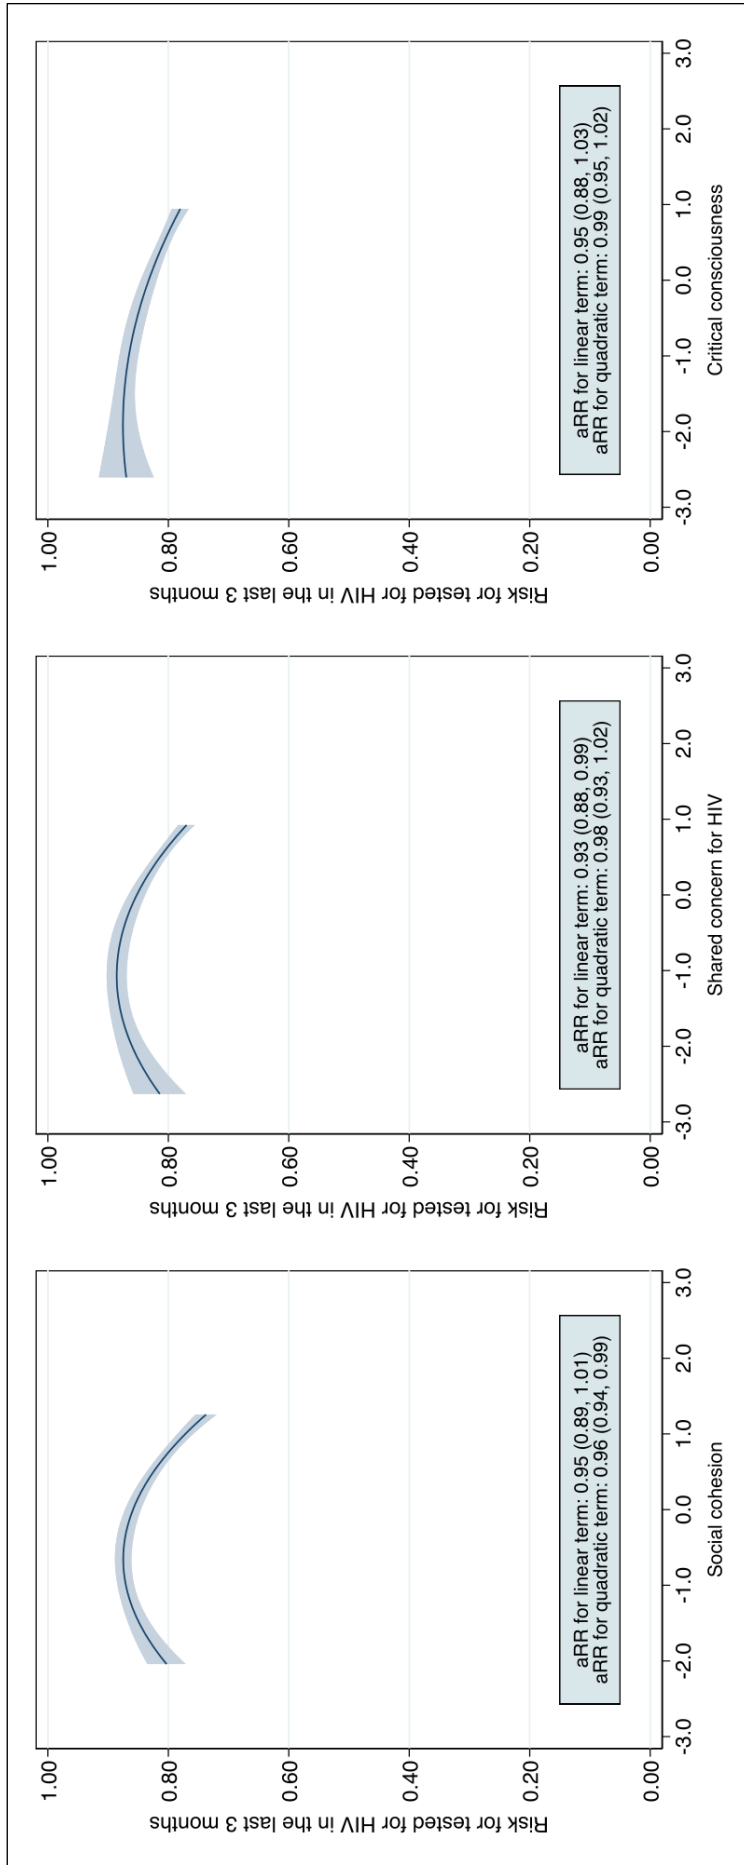 1.00
0.80
0.60
0.40
0.20
0.00
Risk for tested for HIV in the last 3 months
-3.0 -2.0 -1.0 0.0 1.0 2.0 3.0
Social cohesion
aRR for linear term: 0.95 (0.89, 1.01)
aRR for quadratic term: 0.96 (0.94, 0.99)
1.00
0.80
0.60
0.40
0.20
0.00
Risk for tested for HIV in the last 3 months
-3.0 -2.0 -1.0 0.0 1.0 2.0 3.0
Shared concern for HIV
aRR for linear term: 0.93 (0.88, 0.99)
aRR for quadratic term: 0.98 (0.93, 1.02)
1.00
0.80
0.60
0.40
0.20
0.00
Risk for tested for HIV in the last 3 months
-3.0 -2.0 -1.0 0.0 1.0 2.0 3.0
Critical consciousness
aRR for linear term: 0.95 (0.88, 1.03)
aRR for quadratic term: 0.99 (0.95, 1.02)